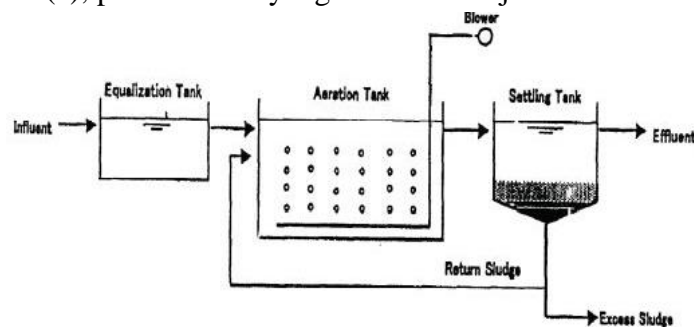 (
), p
y
g
j
Blower
Equalization Tank
Aeration Tank
Settling Tank
Influent
Effluent
Return Sludge
Excess Sludge